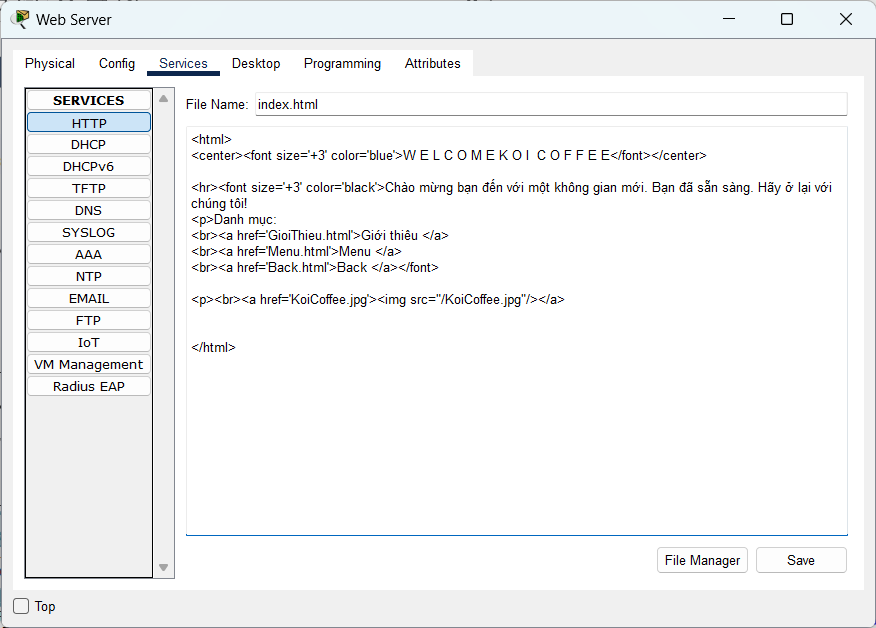 Web Server
Physical Config Services Desktop Programming Attributes
SERVICES
HTTP
DHCP
DHCPv6
TFTP
DNS
SYSLOG
AAA
NTP
EMAIL
FTP
IoT
VM Management
Radius EAP
File Name: index.html
<html>
<center><font size='+3' color='blue'>W E L C O M E K O I  C O F F E E</font></center>
<hr><font size='+3' color='black'>Chào mừng bạn đến với một không gian mới. Bạn đã sẵn sàng. Hãy ở lại với
chúng tôi!
<p>Danh mục:
<br><a href='GioiThieu.html'>Giới thiêu </a>
<br><a href='Menu.html'>Menu </a>
<br><a href='Back.html'>Back </a></font>
<p><br><a href='KoiCoffee.jpg'><img src="/KoiCoffee.jpg"/></a>
</html>
File Manager Save
Top